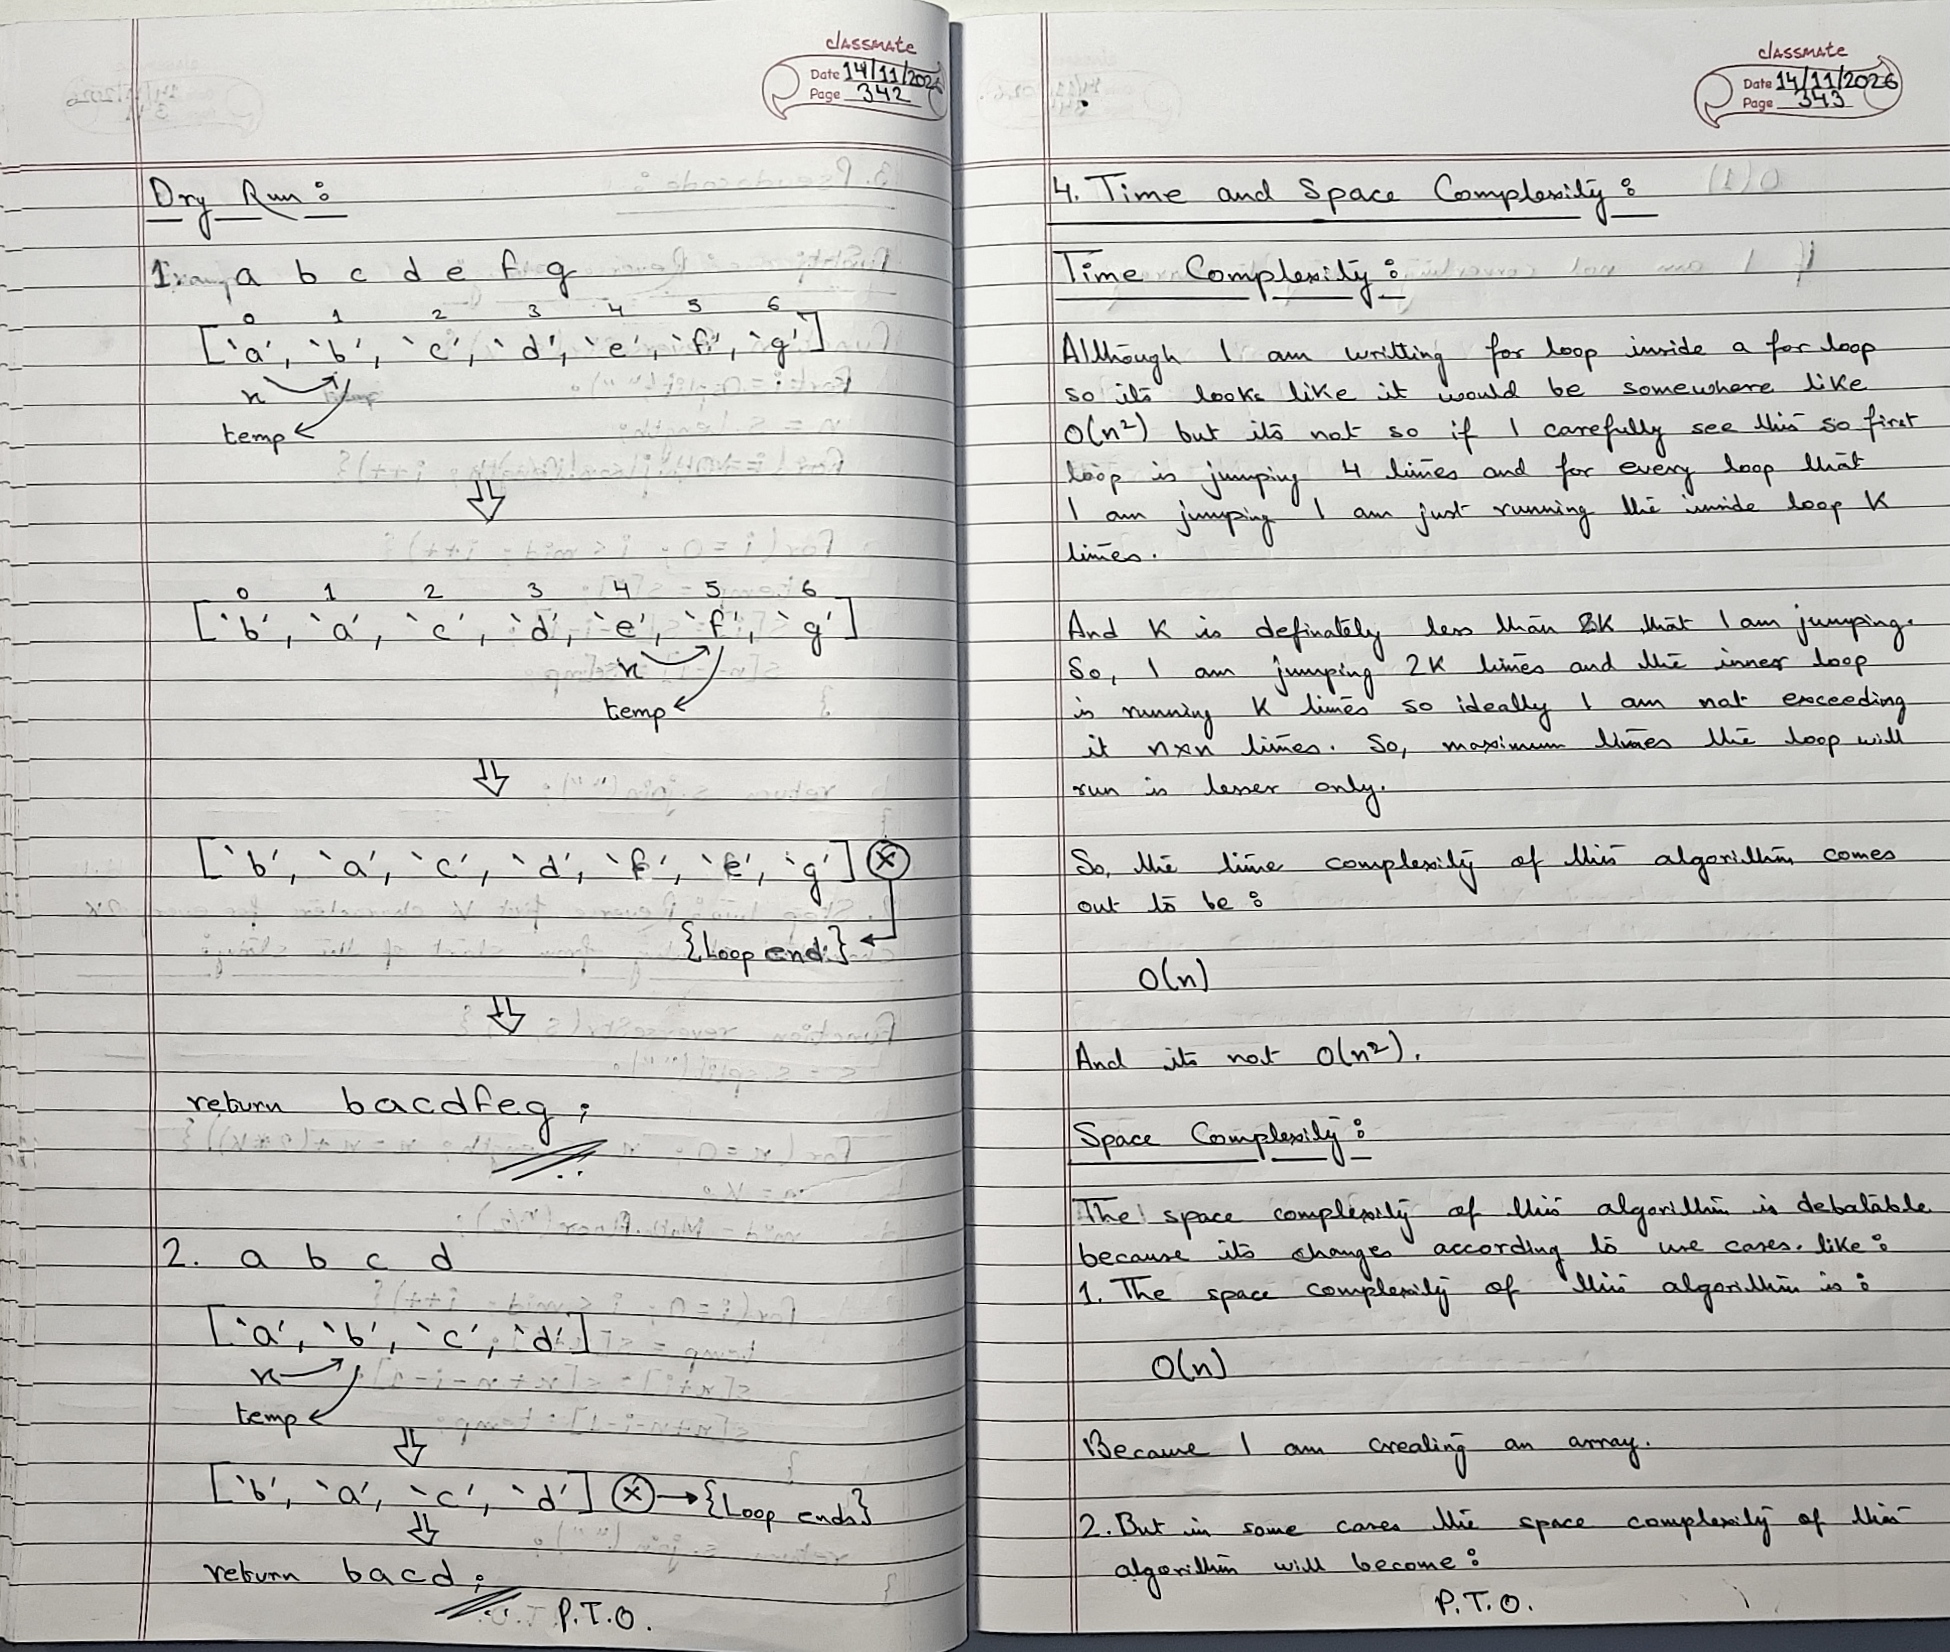 classmate
Date 14/11/2026
Page 342
Dry Run:
1. a b c d e f g
0 1 2 3 4 5 6
[`a', `b', `c', `d', `e', `f', `g']
x
temp
0 1 2 3 4 5 6
[`b', `a', `c', `d', `e', `f', `g']
x
temp
[`b', `a', `c', `d', `f', `e', `g'] x
{Loop end}
return bacdfeg;
2. a b c d
[`a', `b', `c', `d']
x
temp
[`b', `a', `c', `d'] x → {Loop ends}
return bacd;
P.T.O.
classmate
Date 14/11/2026
Page 343
4. Time and Space Complexity:
Time Complexity:
Although I am writting for loop inside a for loop
so its looks like it would be somewhere like
O(n²) but its not so if I carefully see this so first
loop is jumping 4 times and for every loop that
I am jumping I am just running the inside loop K
times.
And K is definately less than 2K that I am jumping.
So, I am jumping 2K times and the inner loop
is running K times so ideally I am not exceeding
it n×n times. So, maximum times the loop will
run is lesser only.
So, the time complexity of this algorithm comes
out to be:
O(n)
And its not O(n²).
Space Complexity:
The space complexity of this algorithm is debatable
because its changes according to use cases. like:
1. The space complexity of this algorithm is:
O(n)
Because I am creating an array.
2. But in some cases the space complexity of this
algorithm will become:
P.T.O.